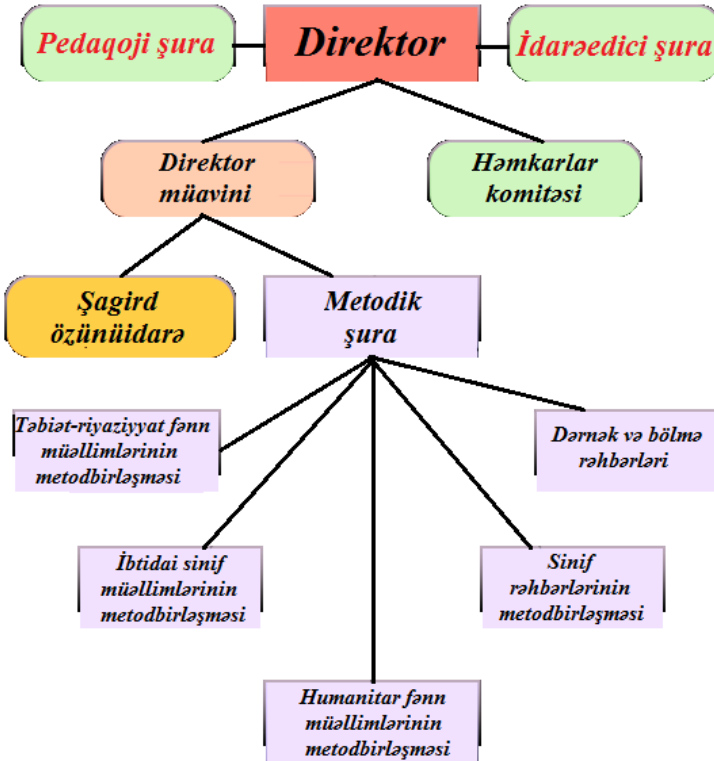 Pedaqoji şura
Direktor
İdarəedici şura
Direktor
müavini
Həmkarlar
komitəsi
Şagird
özünüidarə
Metodik
şura
Təbiət-riyaziyyat fənn
müəllimlərinin
metodbirləşməsi
Dərnək və bölmə
rəhbərləri
İbtidai sinif
müəllimlərinin
metodbirləşməsi
Sinif
rəhbərlərinin
metodbirləşməsi
Humanitar fənn
müəllimlərinin
metodbirləşməsi